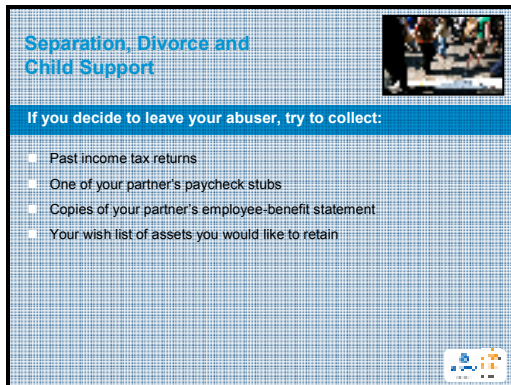 Separation, Divorce and
Child Support
If you decide to leave your abuser, try to collect:
Past income tax returns
One of your partner's paycheck stubs
Copies of your partner's employee-benefit statement
Your wish list of assets you would like to retain